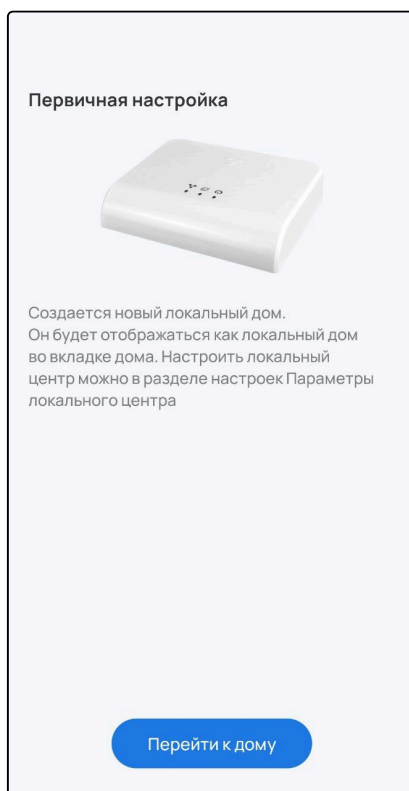 Первичная настройка
Создается новый локальный дом.
Он будет отображаться как локальный дом
во вкладке дома. Настроить локальный
центр можно в разделе настроек Параметры
локального центра
Перейти к дому